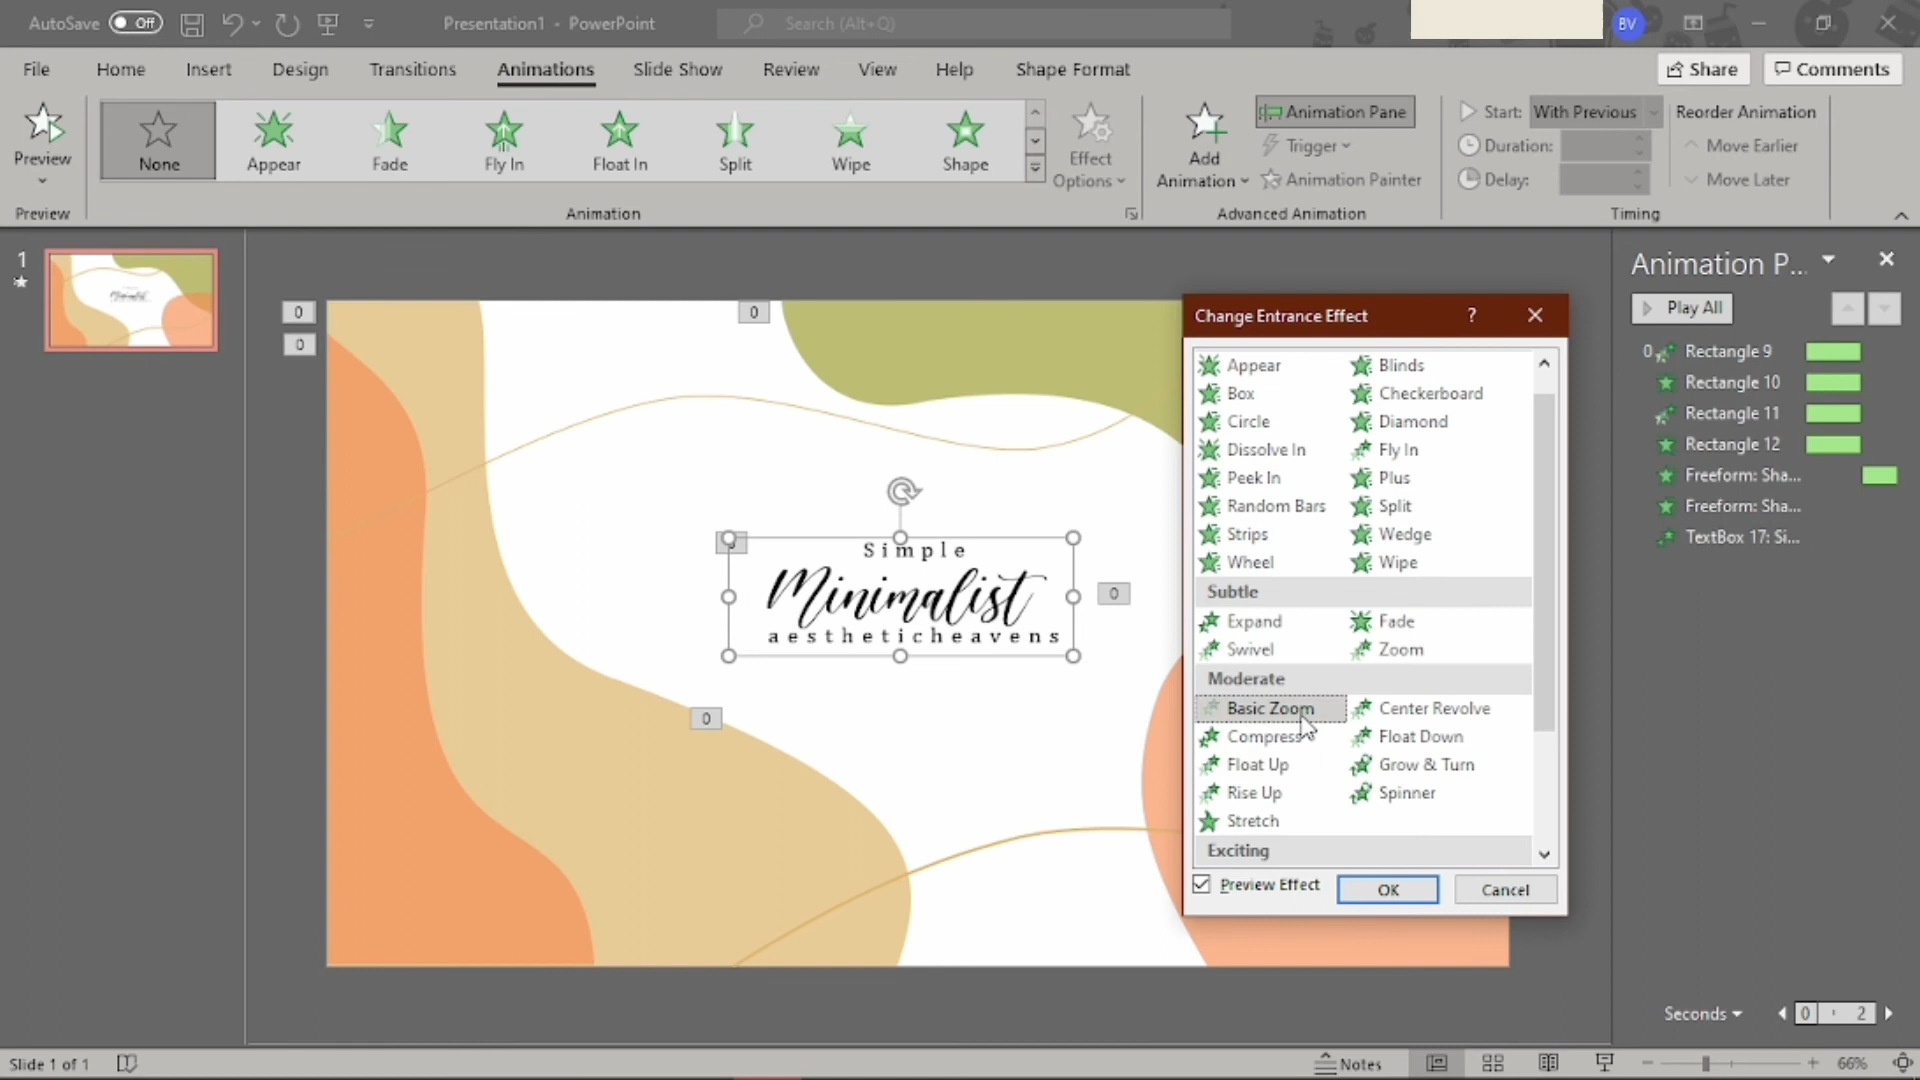 AutoSave Off Presentation1 - PowerPoint Search (Alt+Q) BV
File Home Insert Design Transitions Animations Slide Show Review View Help Shape Format Share Comments
Preview
None Appear Fade Fly In Float In Split Wipe Shape
Effect Options
Add Animation
Animation Pane
Trigger
Animation Painter
Start: With Previous
Duration:
Delay:
Reorder Animation
Move Earlier
Move Later
Preview Animation Advanced Animation Timing
1
0
0
0
Simple
Minimalist
aestheticheavens
0
0
Change Entrance Effect ?
Appear Blinds
Box Checkerboard
Circle Diamond
Dissolve In Fly In
Peek In Plus
Random Bars Split
Strips Wedge
Wheel Wipe
Subtle
Expand Fade
Swivel Zoom
Moderate
Basic Zoom Center Revolve
Compress Float Down
Float Up Grow & Turn
Rise Up Spinner
Stretch
Exciting
Preview Effect OK Cancel
Animation P...
Play All
0 Rectangle 9
Rectangle 10
Rectangle 11
Rectangle 12
Freeform: Sha...
Freeform: Sha...
TextBox 17: Si...
Seconds 0 2
Slide 1 of 1 Notes 66%